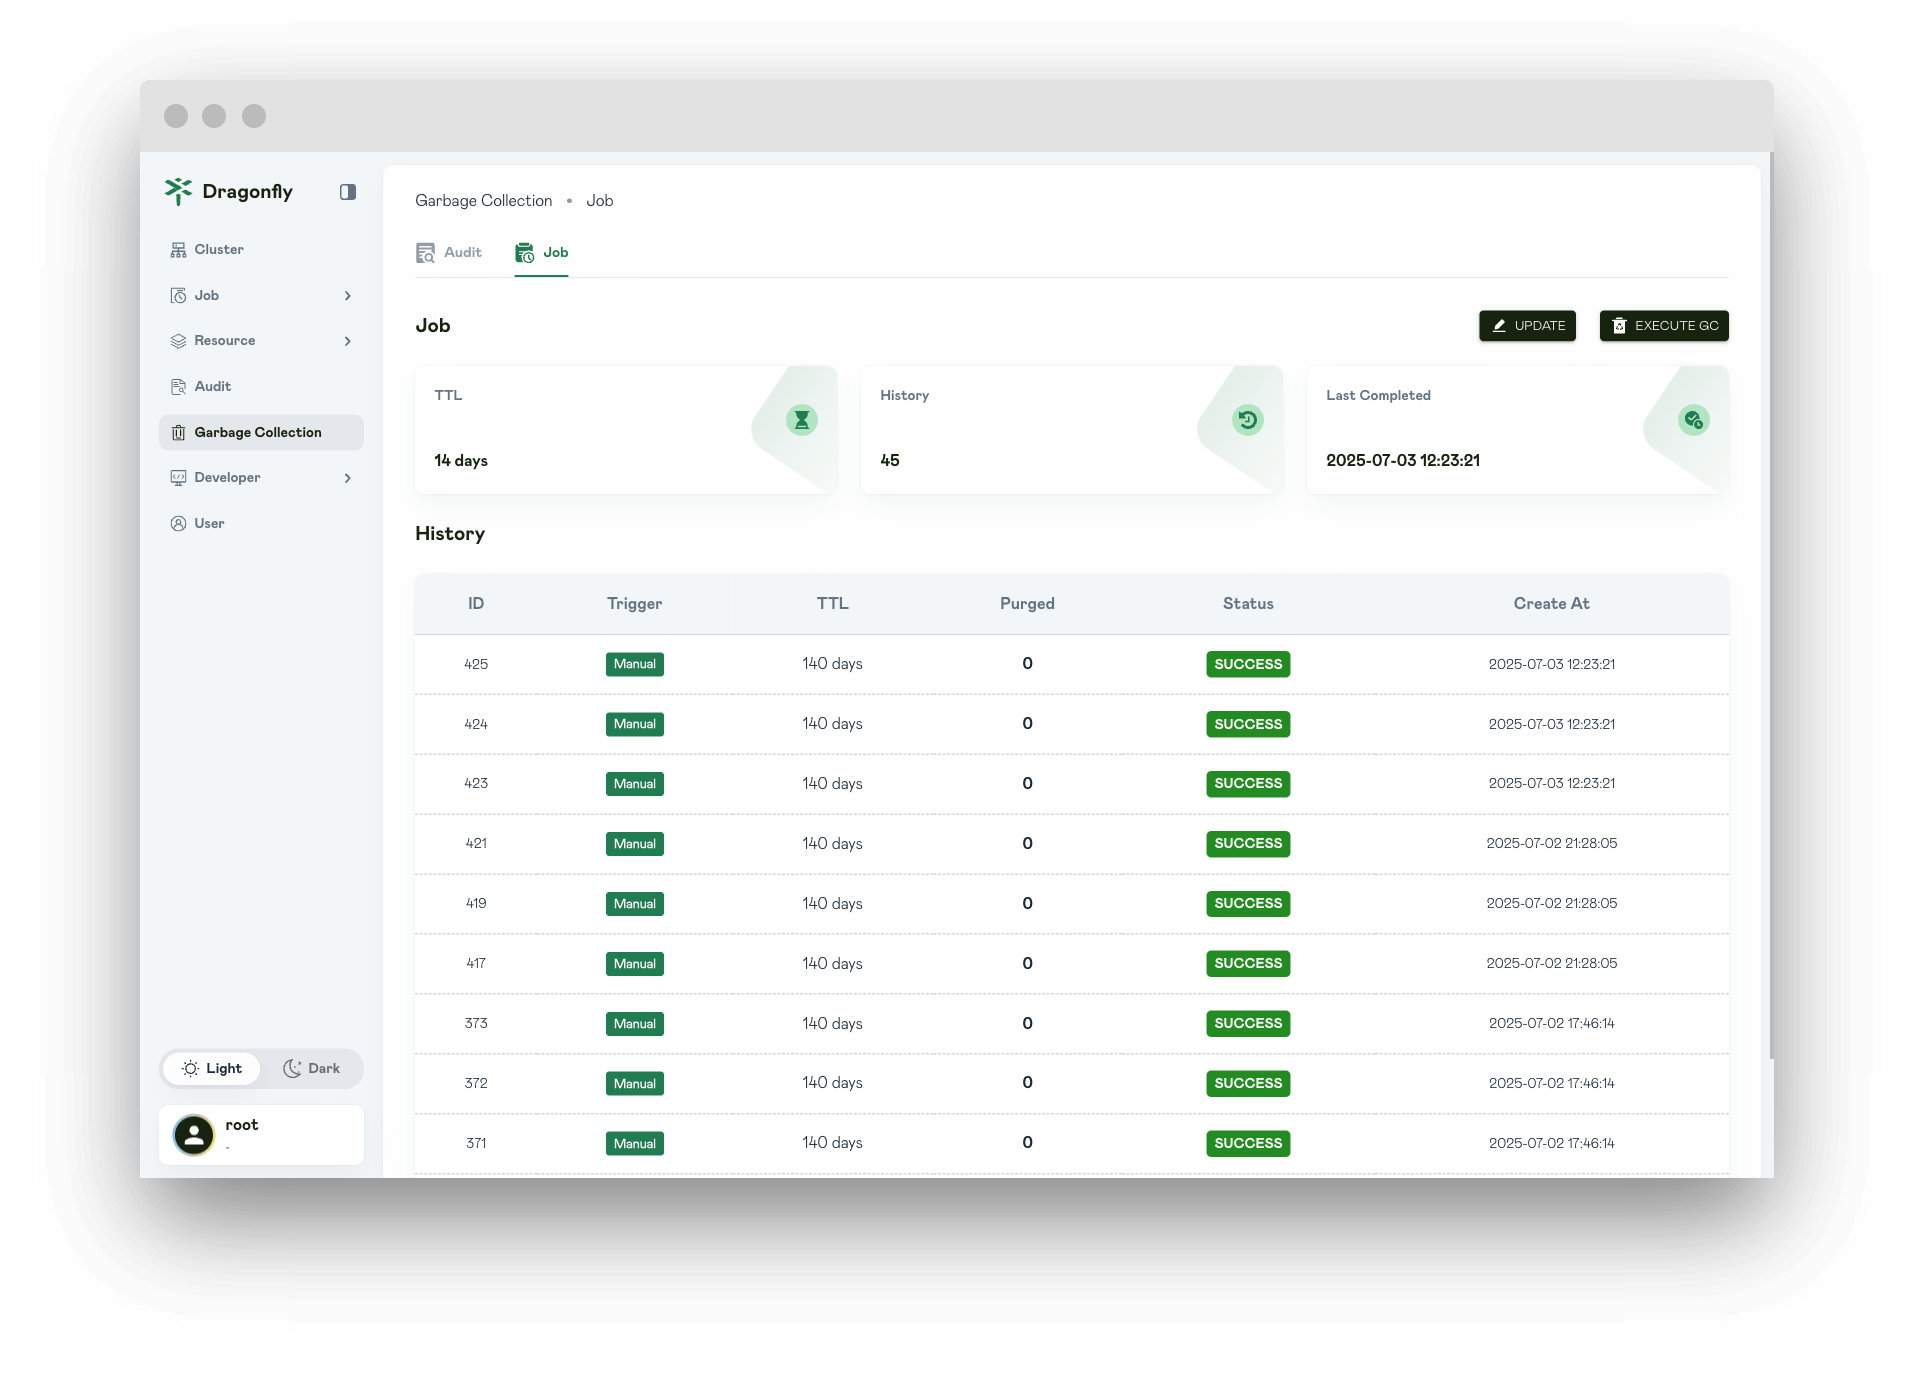 Dragonfly
Cluster
Job
Resource
Audit
Garbage Collection
Developer
User
Light Dark
root
-
Garbage Collection • Job
Audit Job
Job
UPDATE EXECUTE GC
TTL
14 days
History
45
Last Completed
2025-07-03 12:23:21
History
ID Trigger TTL Purged Status Create At
425 Manual 140 days 0 SUCCESS 2025-07-03 12:23:21
424 Manual 140 days 0 SUCCESS 2025-07-03 12:23:21
423 Manual 140 days 0 SUCCESS 2025-07-03 12:23:21
421 Manual 140 days 0 SUCCESS 2025-07-02 21:28:05
419 Manual 140 days 0 SUCCESS 2025-07-02 21:28:05
417 Manual 140 days 0 SUCCESS 2025-07-02 21:28:05
373 Manual 140 days 0 SUCCESS 2025-07-02 17:46:14
372 Manual 140 days 0 SUCCESS 2025-07-02 17:46:14
371 Manual 140 days 0 SUCCESS 2025-07-02 17:46:14